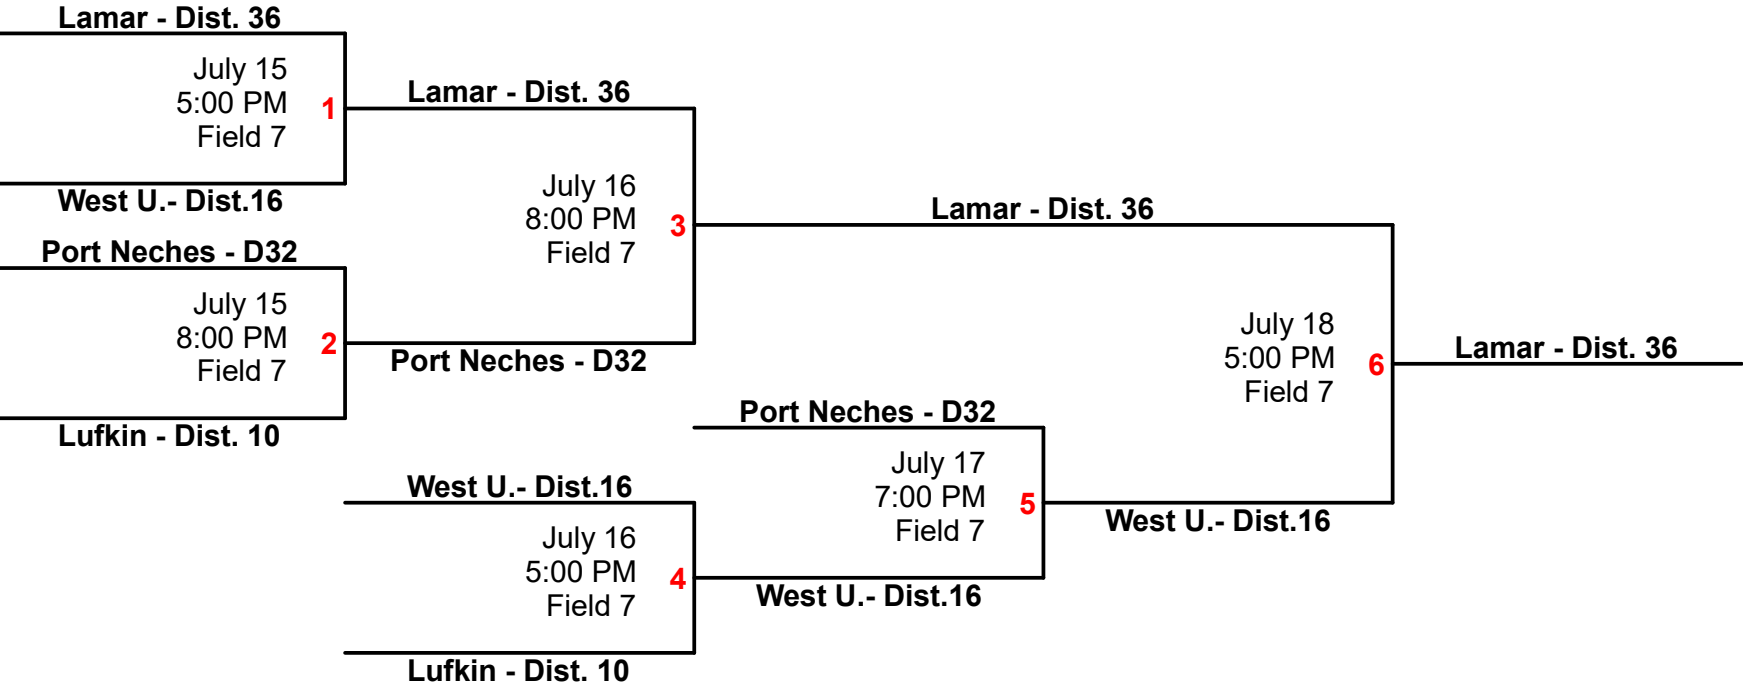 Lamar - Dist. 36
July 15
5:00 PM
Field 7
1
West U.- Dist.16
Port Neches - D32
July 15
8:00 PM
Field 7
2
Lufkin - Dist. 10
Lamar - Dist. 36
July 16
8:00 PM
Field 7
3
Port Neches - D32
West U.- Dist.16
July 16
5:00 PM
Field 7
4
Lufkin - Dist. 10
Port Neches - D32
July 17
7:00 PM
Field 7
5
West U.- Dist.16
Lamar - Dist. 36
July 18
5:00 PM
Field 7
6
West U.- Dist.16
Lamar - Dist. 36